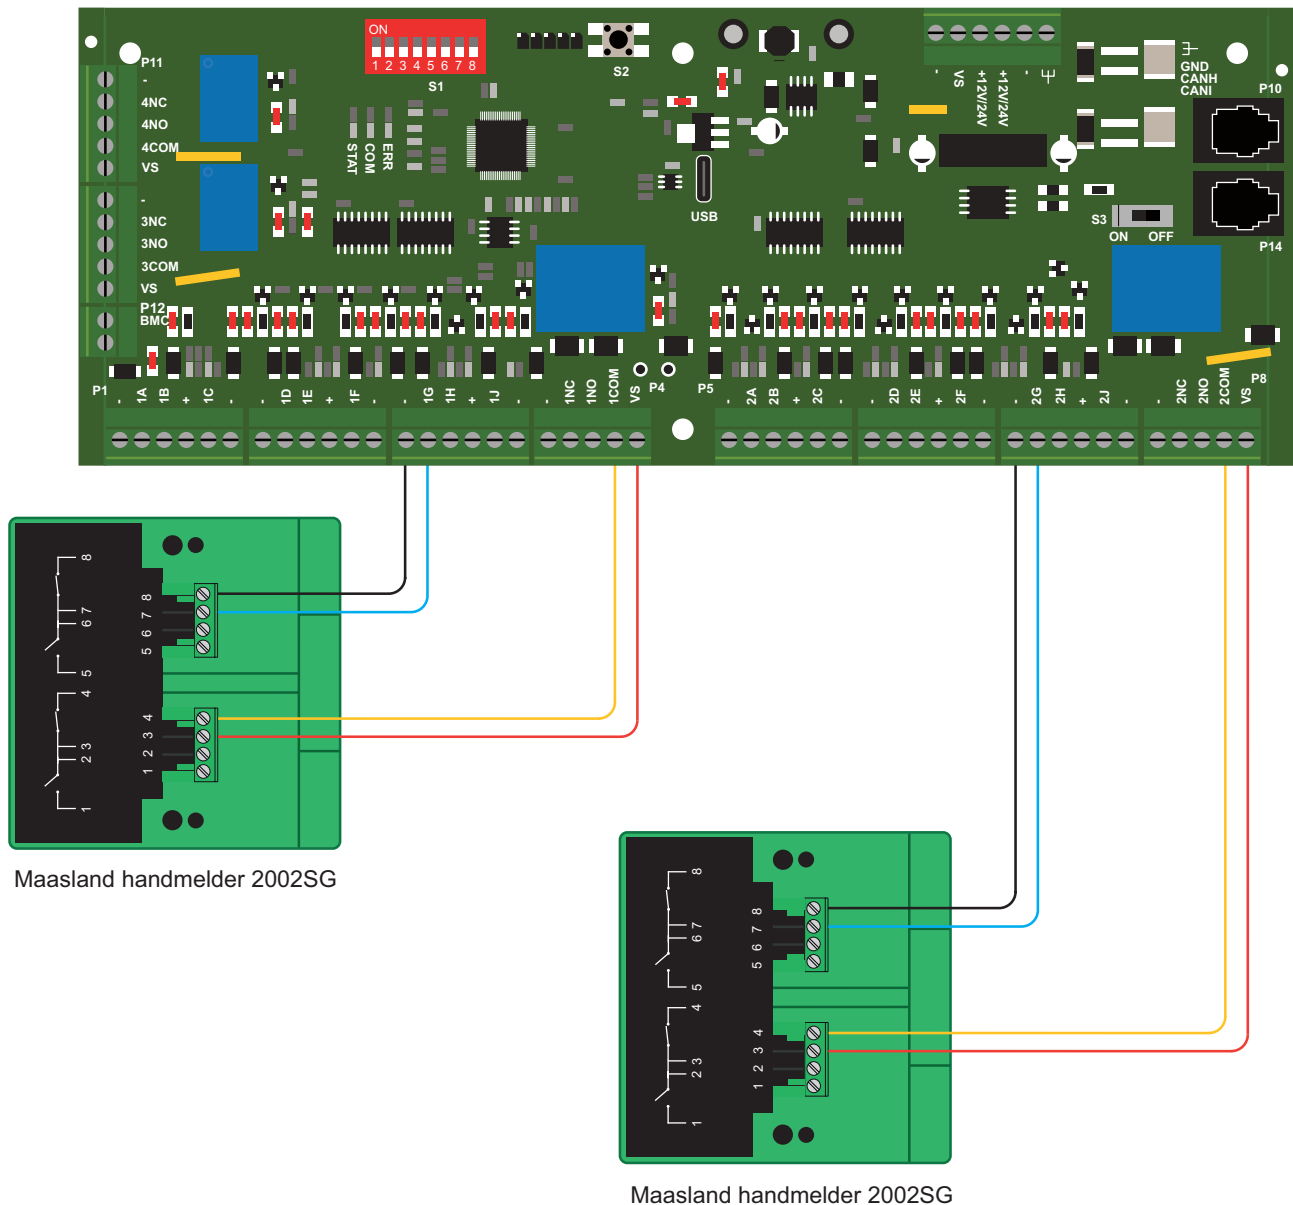 ON
1 2 3 4 5 6 7 8
S1
S2
P11
-
4NC
4NO
4COM
VS
-
3NC
3NO
3COM
VS
P12
BMC
STAT
COM
ERR
USB
-
VS
+12V/24V
+12V/24V
-
GND
CANH
CANI
P10
S3
ON OFF
P14
P1
- 1A 1B + 1C -
- 1D 1E + 1F -
- 1G 1H + 1J -
- 1NC 1NO 1COM VS
P4
P5
- 2A 2B + 2C -
- 2D 2E + 2F -
- 2G 2H + 2J -
- 2NC 2NO 2COM VS
P8
8
7
6
5
4
3
2
1
8
7
6
5
4
3
2
1
Maasland handmelder 2002SG
8
7
6
5
4
3
2
1
8
7
6
5
4
3
2
1
Maasland handmelder 2002SG